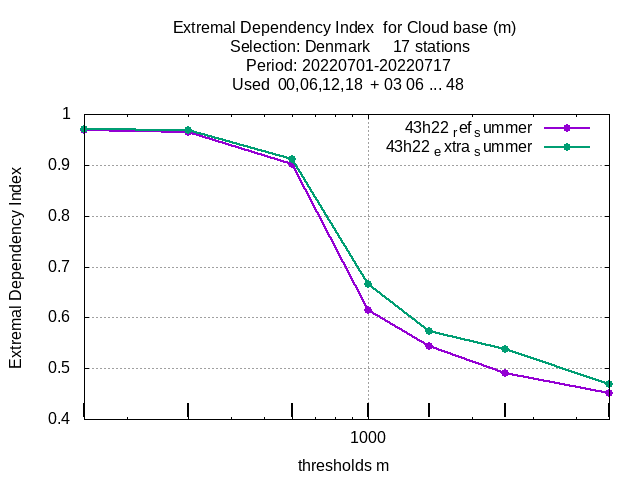 Extremal Dependency Index  for Cloud base (m)
Selection: Denmark     17 stations
Period: 20220701-20220717
Used  00,06,12,18  + 03 06 ... 48
43h22 ref summer
43h22 extra summer
1
0.9
0.8
0.7
0.6
0.5
0.4
Extremal Dependency Index
1000
thresholds m